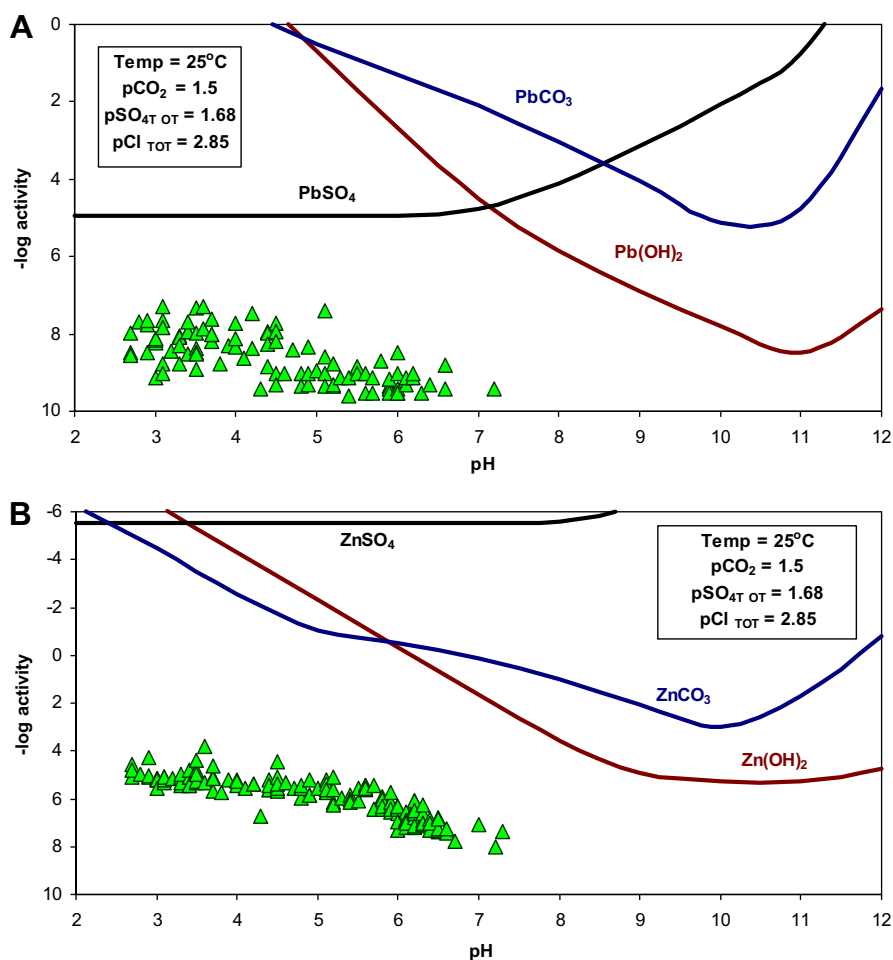 A
0
2
4
6
8
10
-log activity
Temp = 25°C
pCO₂ = 1.5
pSO₄T OT = 1.68
pCl TOT = 2.85
PbCO₃
PbSO₄
Pb(OH)₂
2 3 4 5 6 7 8 9 10 11 12
pH
B
-6
-4
-2
0
2
4
6
8
10
-log activity
ZnSO₄
Temp = 25°C
pCO₂ = 1.5
pSO₄T OT = 1.68
pCl TOT = 2.85
ZnCO₃
Zn(OH)₂
2 3 4 5 6 7 8 9 10 11 12
pH